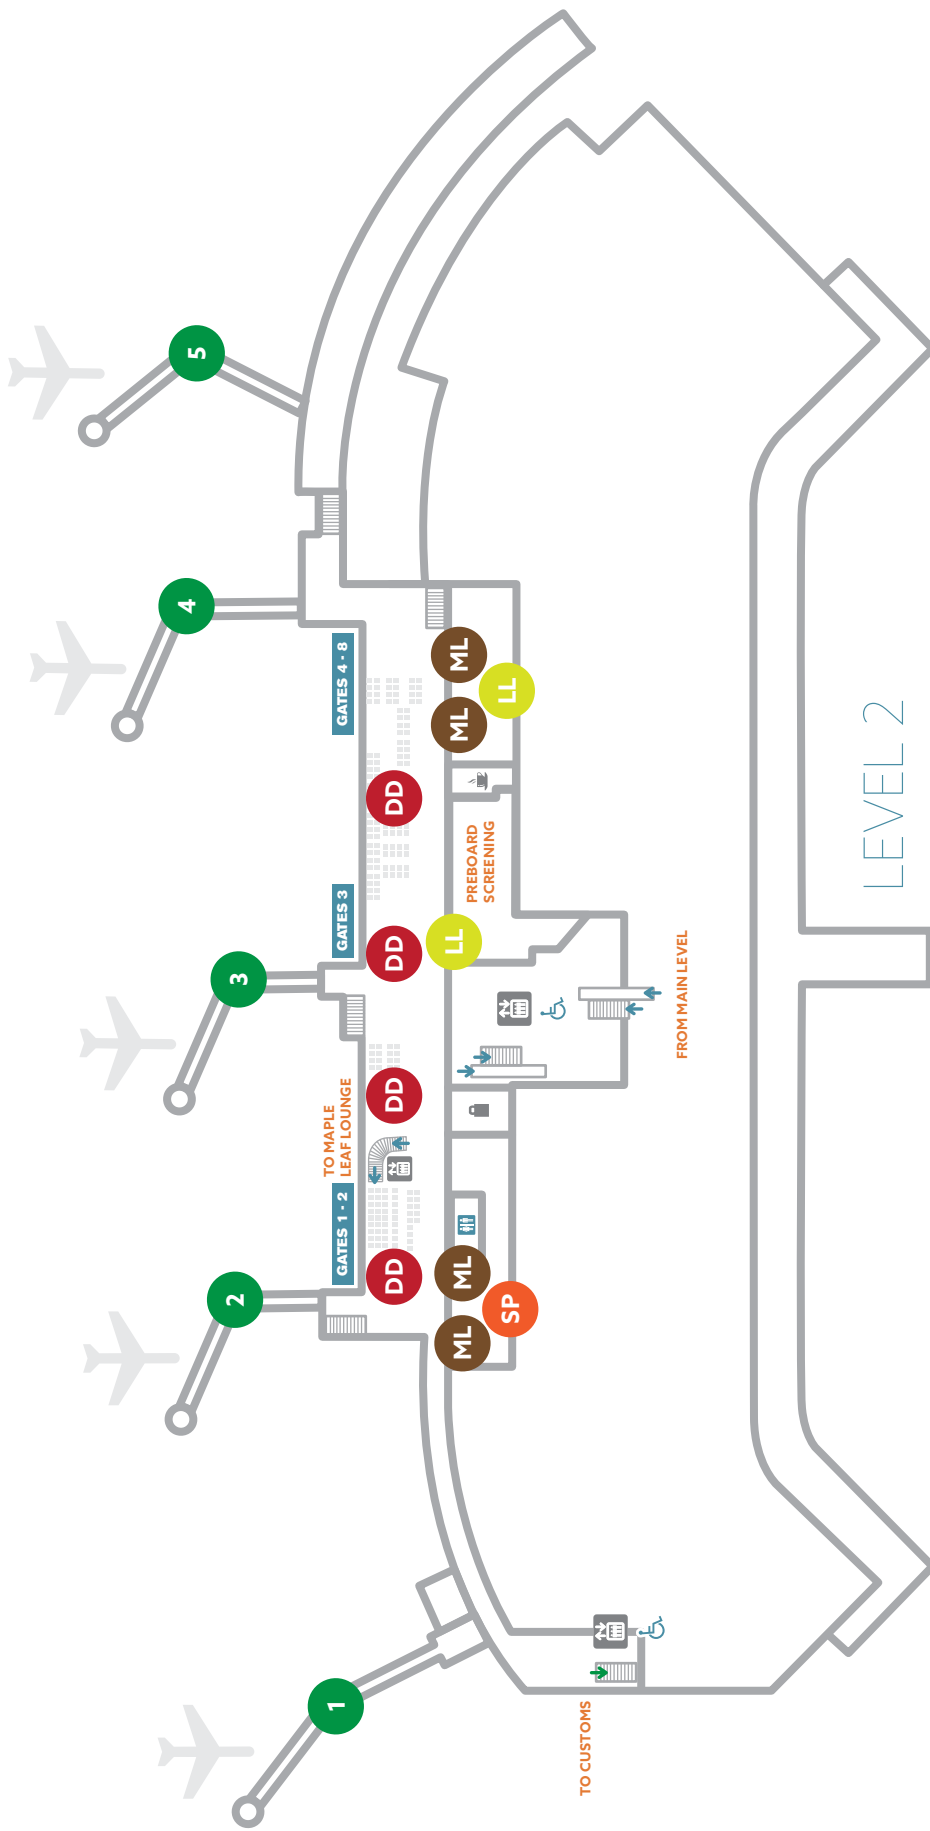 1
2
3
4
5
GATES 1 - 2
GATES 3
GATES 4 - 8
TO MAPLE
LEAF LOUNGE
DD
DD
DD
DD
ML
ML
LL
ML
ML
SP
LL
PREBOARD
SCREENING
FROM MAIN LEVEL
TO CUSTOMS
LEVEL 2